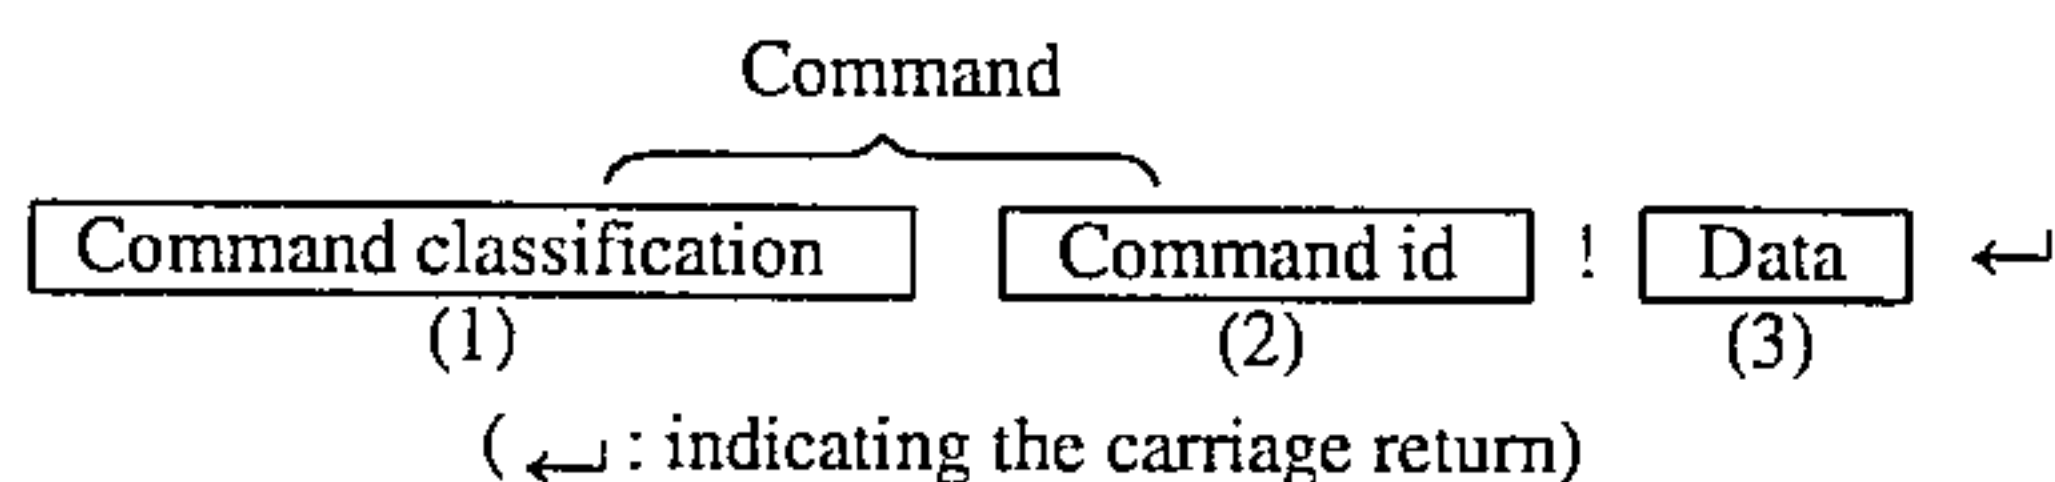 Command
Command classification Command id ! Data ↵
(1) (2) (3)
( ↵ : indicating the carriage return)